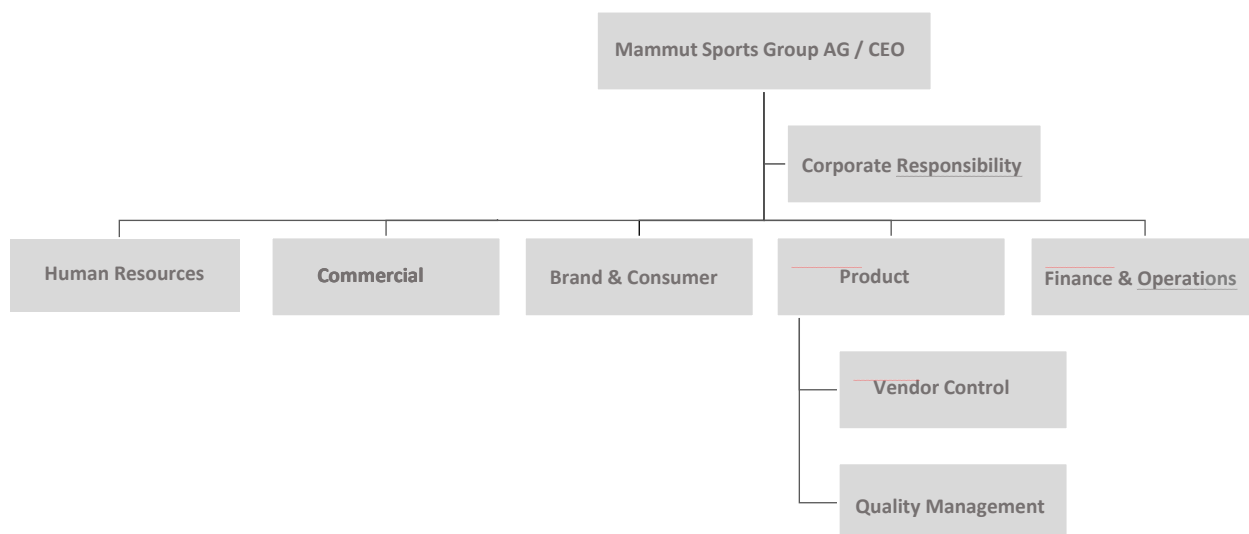 Mammut Sports Group AG / CEO
Corporate Responsibility
Human Resources
Commercial
Brand & Consumer
Product
Finance & Operations
Vendor Control
Quality Management